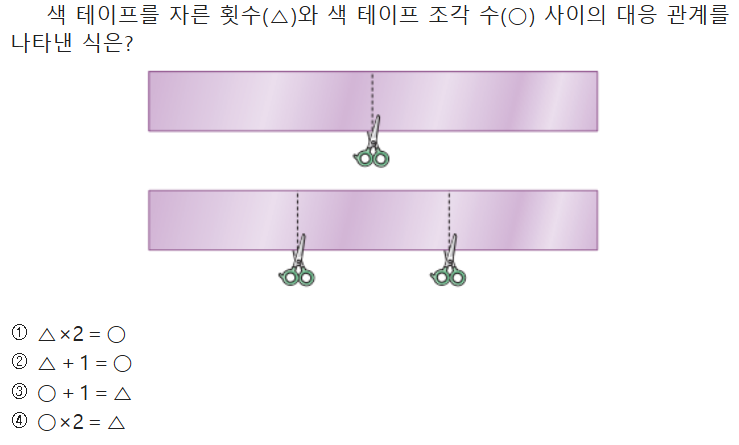 색 테이프를 자른 횟수(△)와 색 테이프 조각 수(○) 사이의 대응 관계를
나타낸 식은?
① △×2 = ○
② △ + 1 = ○
③ ○ + 1 = △
④ ○×2 = △